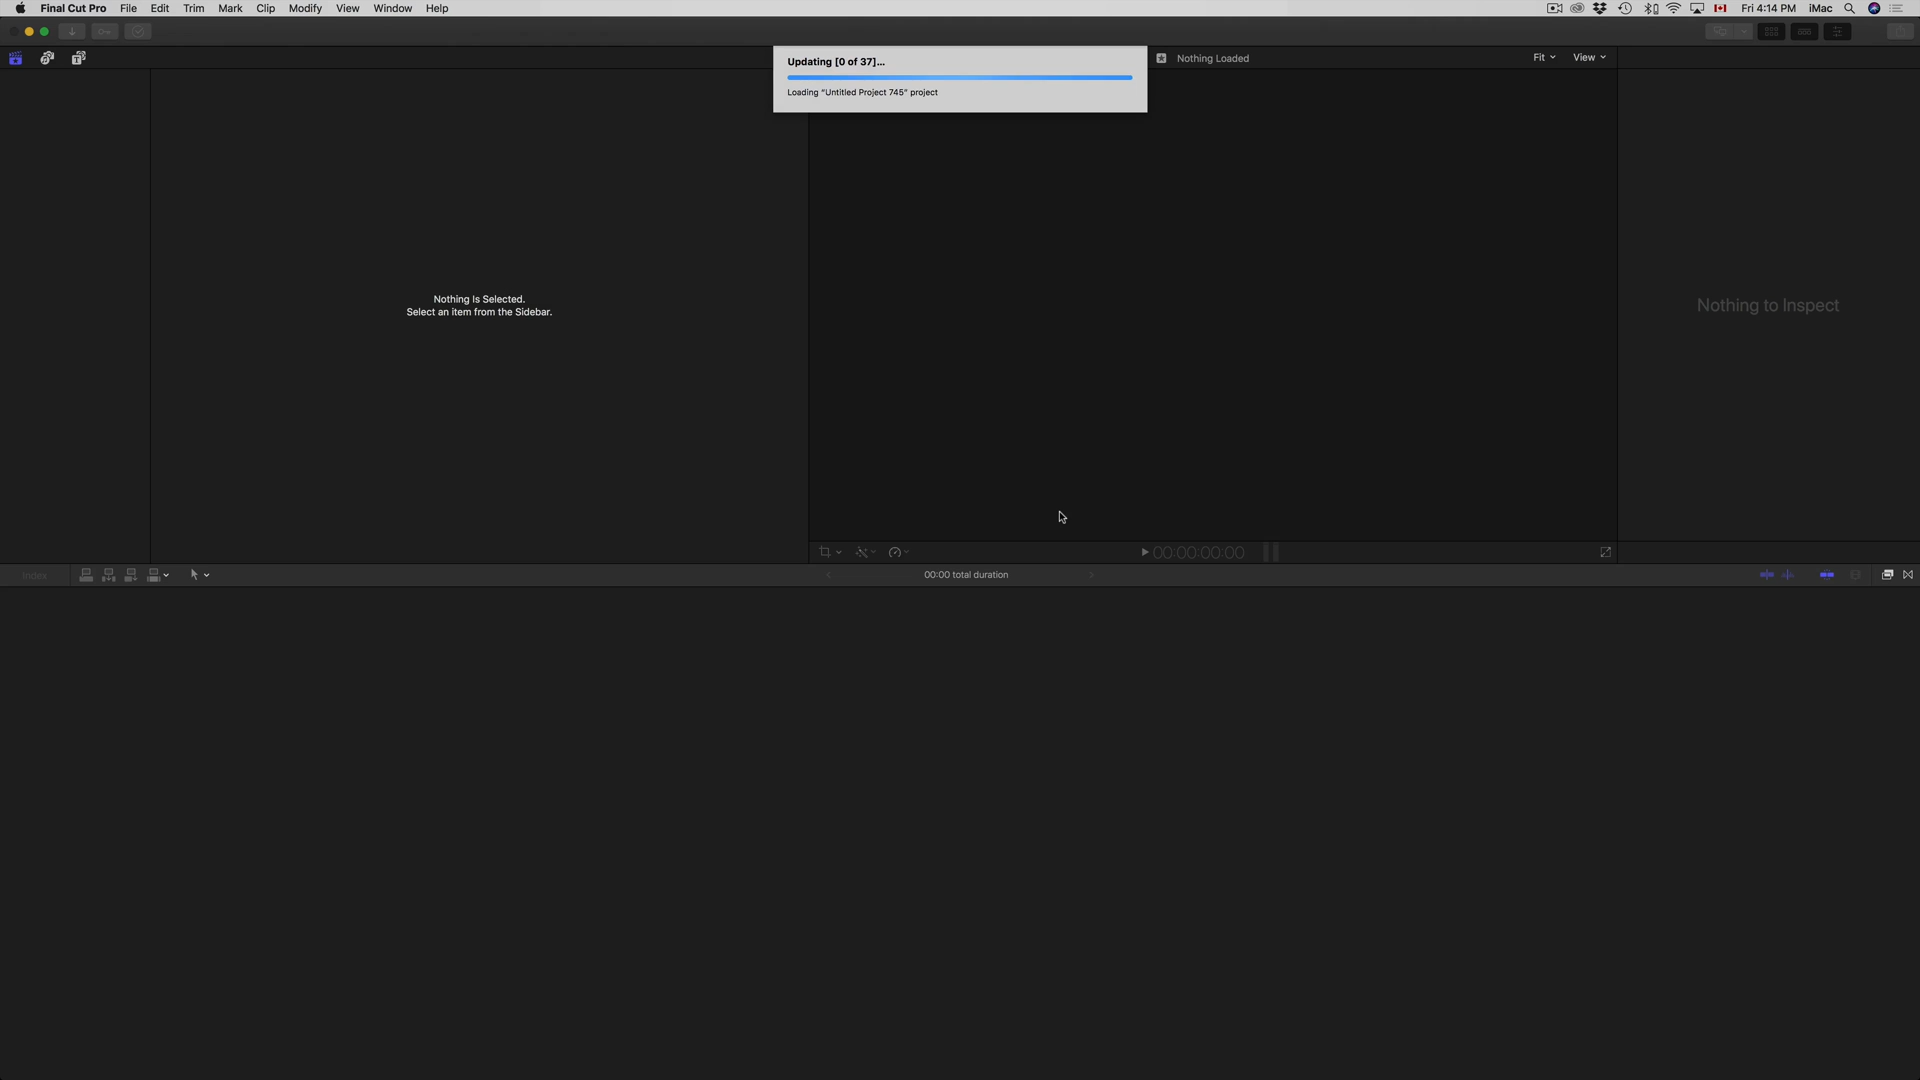 Final Cut Pro File Edit Trim Mark Clip Modify View Window Help Fri 4:14 PM iMac
Updating [0 of 37]...
Loading “Untitled Project 745” project
Nothing Loaded
Fit View
Nothing Is Selected.
Select an item from the Sidebar.
Nothing to Inspect
00:00:00:00
Index
00:00 total duration